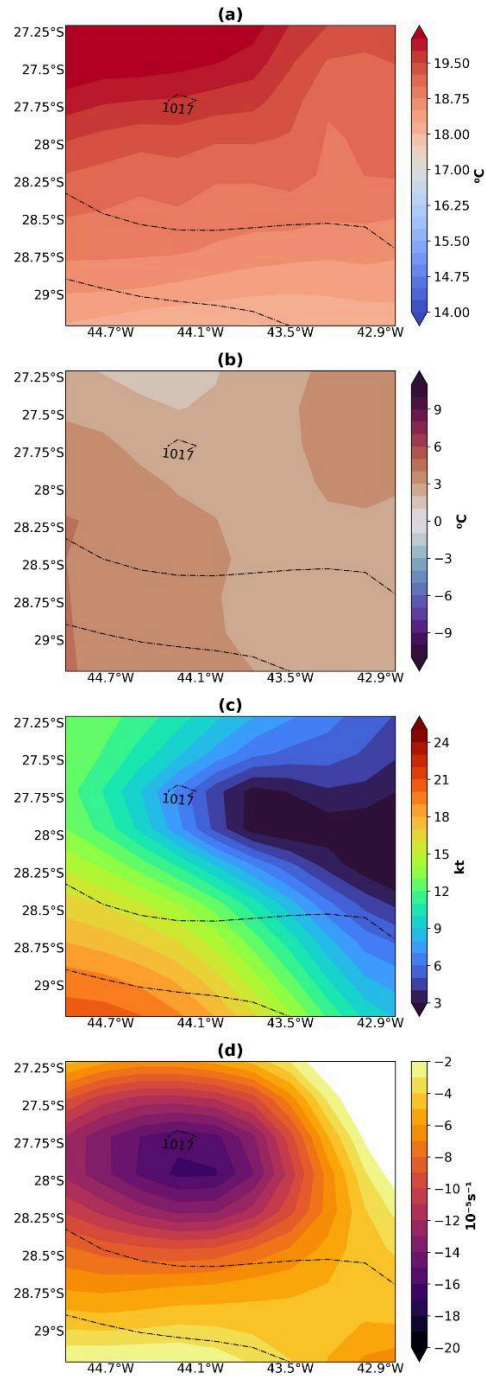 (a)
27.25°S
27.5°S
27.75°S
28°S
28.25°S
28.5°S
28.75°S
29°S
1017
44.7°W 44.1°W 43.5°W 42.9°W
19.50
18.75
18.00
17.00
16.25
15.50
14.75
14.00
°C
(b)
27.25°S
27.5°S
27.75°S
28°S
28.25°S
28.5°S
28.75°S
29°S
1017
44.7°W 44.1°W 43.5°W 42.9°W
9
6
3
0
−3
−6
−9
°C
(c)
27.25°S
27.5°S
27.75°S
28°S
28.25°S
28.5°S
28.75°S
29°S
1017
44.7°W 44.1°W 43.5°W 42.9°W
24
21
18
15
12
9
6
3
kt
(d)
27.25°S
27.5°S
27.75°S
28°S
28.25°S
28.5°S
28.75°S
29°S
1017
44.7°W 44.1°W 43.5°W 42.9°W
−2
−4
−6
−8
−10
−12
−14
−16
−18
−20
10⁻⁵s⁻¹